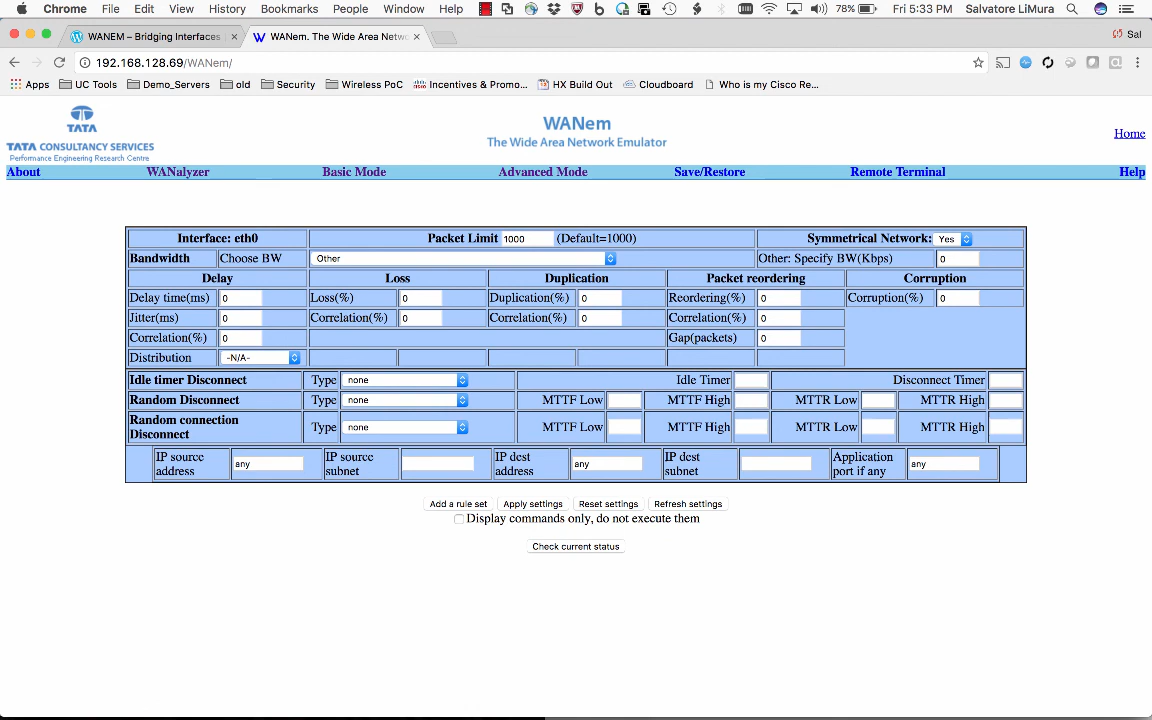 Chrome File Edit View History Bookmarks People Window Help 78% Fri 5:33 PM Salvatore LiMura
WANEM – Bridging Interfaces WANem. The Wide Area Netwo Sal
192.168.128.69/WANem/
Apps UC Tools Demo_Servers old Security Wireless PoC Incentives & Promo... HX Build Out Cloudboard Who is my Cisco Re...
TATA
TATA CONSULTANCY SERVICES
Performance Engineering Research Centre
WANem
The Wide Area Network Emulator
Home
About WANalyzer Basic Mode Advanced Mode Save/Restore Remote Terminal Help
Interface: eth0 Packet Limit 1000 (Default=1000) Symmetrical Network: Yes
Bandwidth Choose BW Other Other: Specify BW(Kbps) 0
Delay Loss Duplication Packet reordering Corruption
Delay time(ms) 0 Loss(%) 0 Duplication(%) 0 Reordering(%) 0 Corruption(%) 0
Jitter(ms) 0 Correlation(%) 0 Correlation(%) 0 Correlation(%) 0
Correlation(%) 0 Gap(packets) 0
Distribution -N/A-
Idle timer Disconnect Type none Idle Timer Disconnect Timer
Random Disconnect Type none MTTF Low MTTF High MTTR Low MTTR High
Random connection
Disconnect Type none MTTF Low MTTF High MTTR Low MTTR High
IP source address any IP source subnet IP dest address any IP dest subnet Application port if any any
Add a rule set Apply settings Reset settings Refresh settings
Display commands only, do not execute them
Check current status